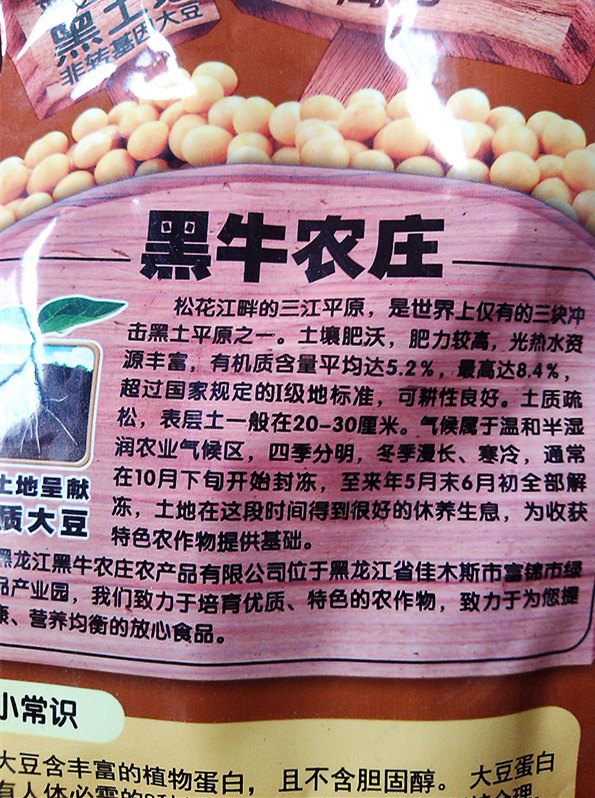 黑土地
非转基因大豆
黑牛农庄
松花江畔的三江平原，是世界上仅有的三块冲
击黑土平原之一。土壤肥沃，肥力较高，光热水资
源丰富，有机质含量平均达5.2%，最高达8.4%，
超过国家规定的I级地标准，可耕性良好。土质疏
松，表层土一般在20-30厘米。气候属于温和半湿
润农业气候区，四季分明，冬季漫长、寒冷，通常
在10月下旬开始封冻，至来年5月末6月初全部解
冻，土地在这段时间得到很好的休养生息，为收获
特色农作物提供基础。
土地呈献
质大豆
黑龙江黑牛农庄农产品有限公司位于黑龙江省佳木斯市富锦市绿
品产业园，我们致力于培育优质、特色的农作物，致力于为您提
康、营养均衡的放心食品。
小常识
大豆含丰富的植物蛋白，且不含胆固醇。大豆蛋白
有人体必需的